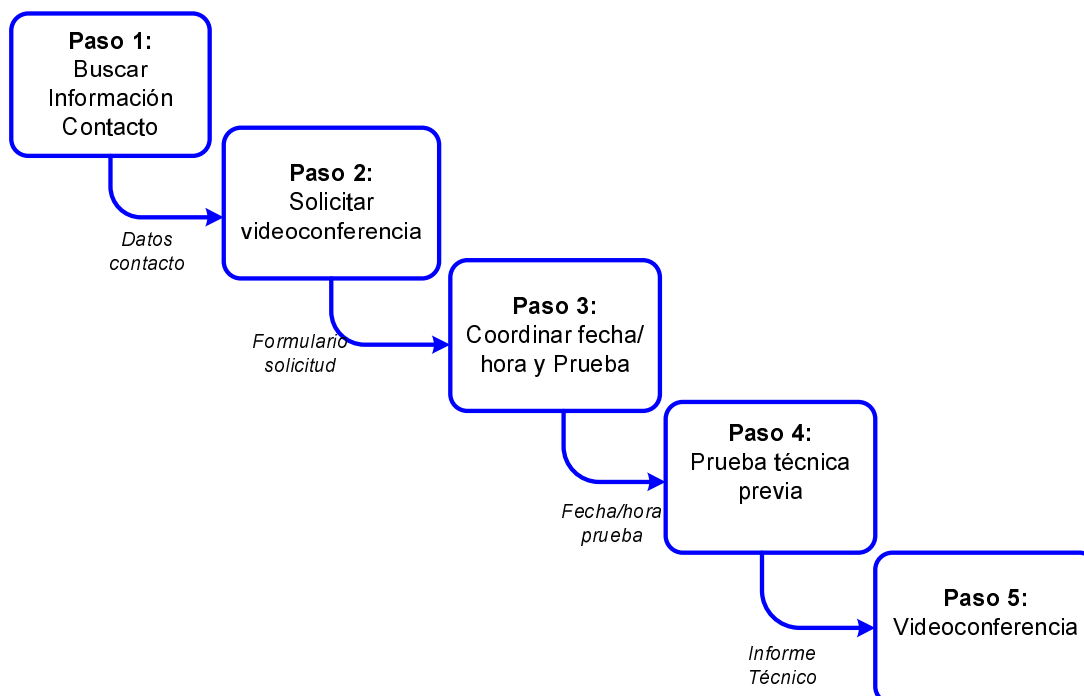 Paso 1:
Buscar
Información
Contacto
Datos
contacto
Paso 2:
Solicitar
videoconferencia
Formulario
solicitud
Paso 3:
Coordinar fecha/
hora y Prueba
Fecha/hora
prueba
Paso 4:
Prueba técnica
previa
Informe
Técnico
Paso 5:
Videoconferencia